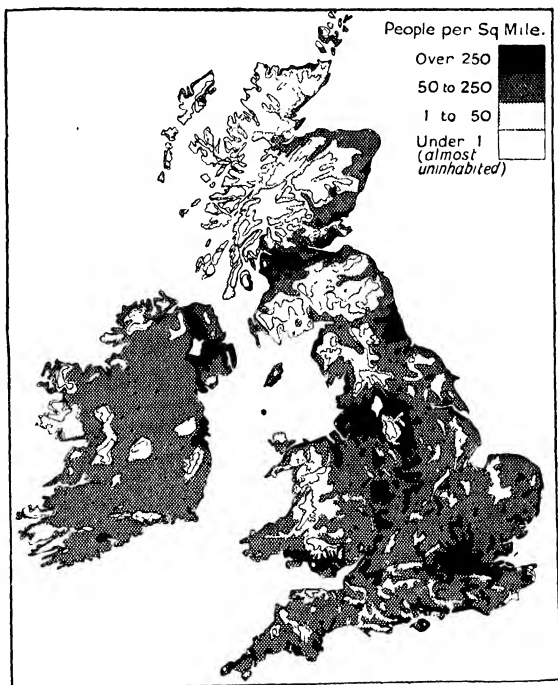 People per Sq Mile.
Over 250
50 to 250
1 to 50
Under 1
(almost
uninhabited)